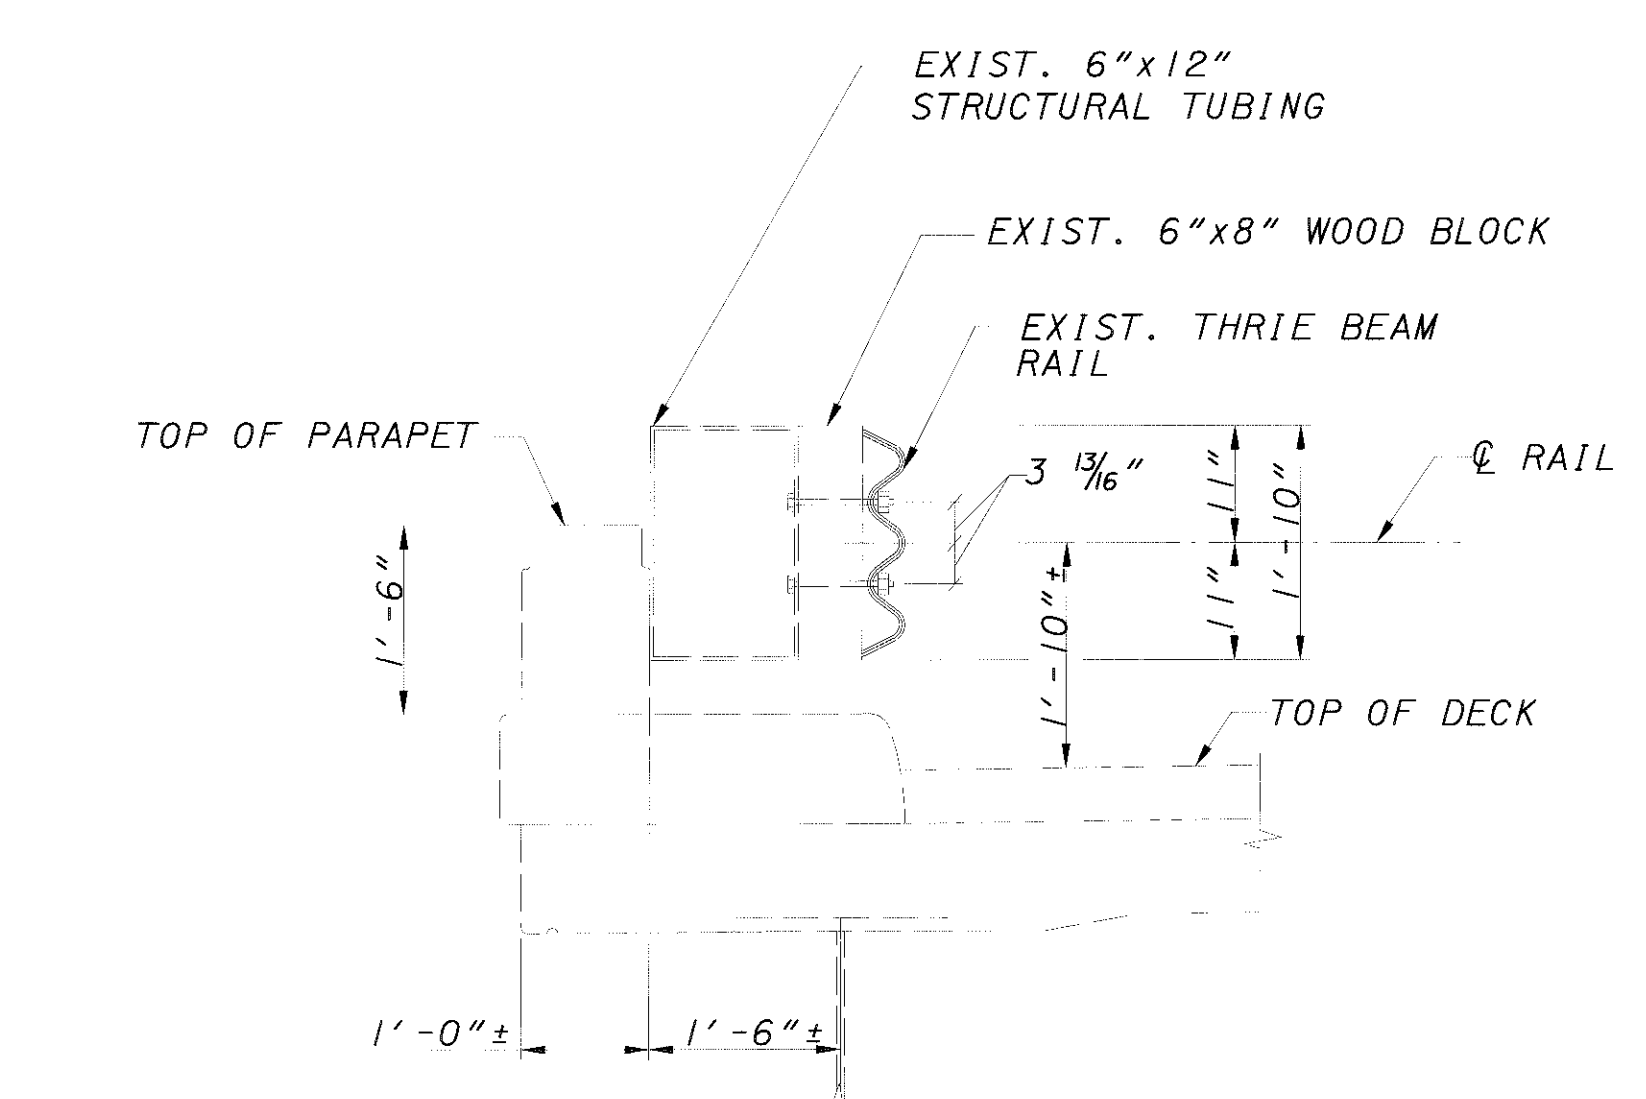 EXIST. 6"x12"
STRUCTURAL TUBING
EXIST. 6"x8" WOOD BLOCK
EXIST. THRIE BEAM
RAIL
TOP OF PARAPET
3 13/16"
11"
1'-10"
℄ RAIL
1'-6"
1'-10"±
11"
TOP OF DECK
1'-0"±
1'-6"±